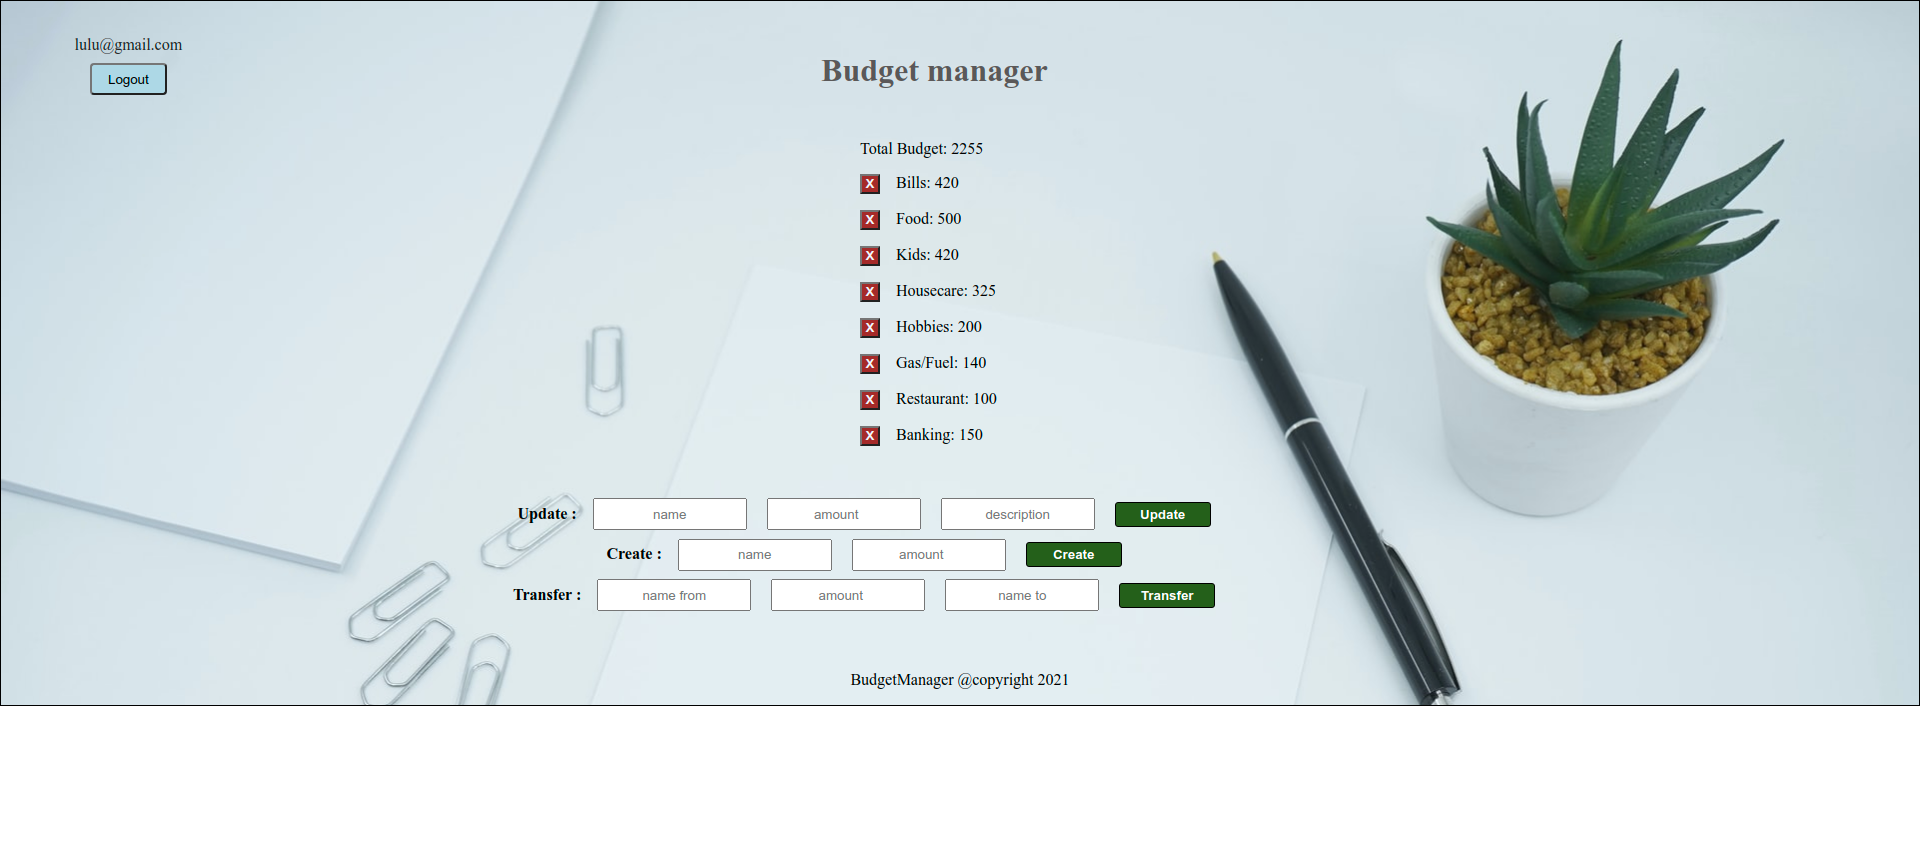 lulu@gmail.com
Logout
Budget manager
Total Budget: 2255
X Bills: 420
X Food: 500
X Kids: 420
X Housecare: 325
X Hobbies: 200
X Gas/Fuel: 140
X Restaurant: 100
X Banking: 150
Update : name amount description Update
Create : name amount Create
Transfer : name from amount name to Transfer
BudgetManager @copyright 2021